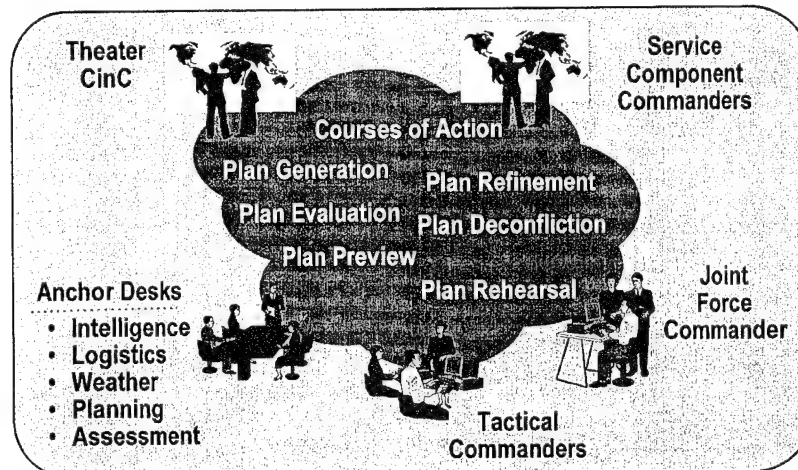 Theater
CinC
Service
Component
Commanders
Courses of Action
Plan Generation
Plan Refinement
Plan Evaluation
Plan Deconfliction
Plan Preview
Plan Rehearsal
Anchor Desks
• Intelligence
• Logistics
• Weather
• Planning
• Assessment
Joint
Force
Commander
Tactical
Commanders